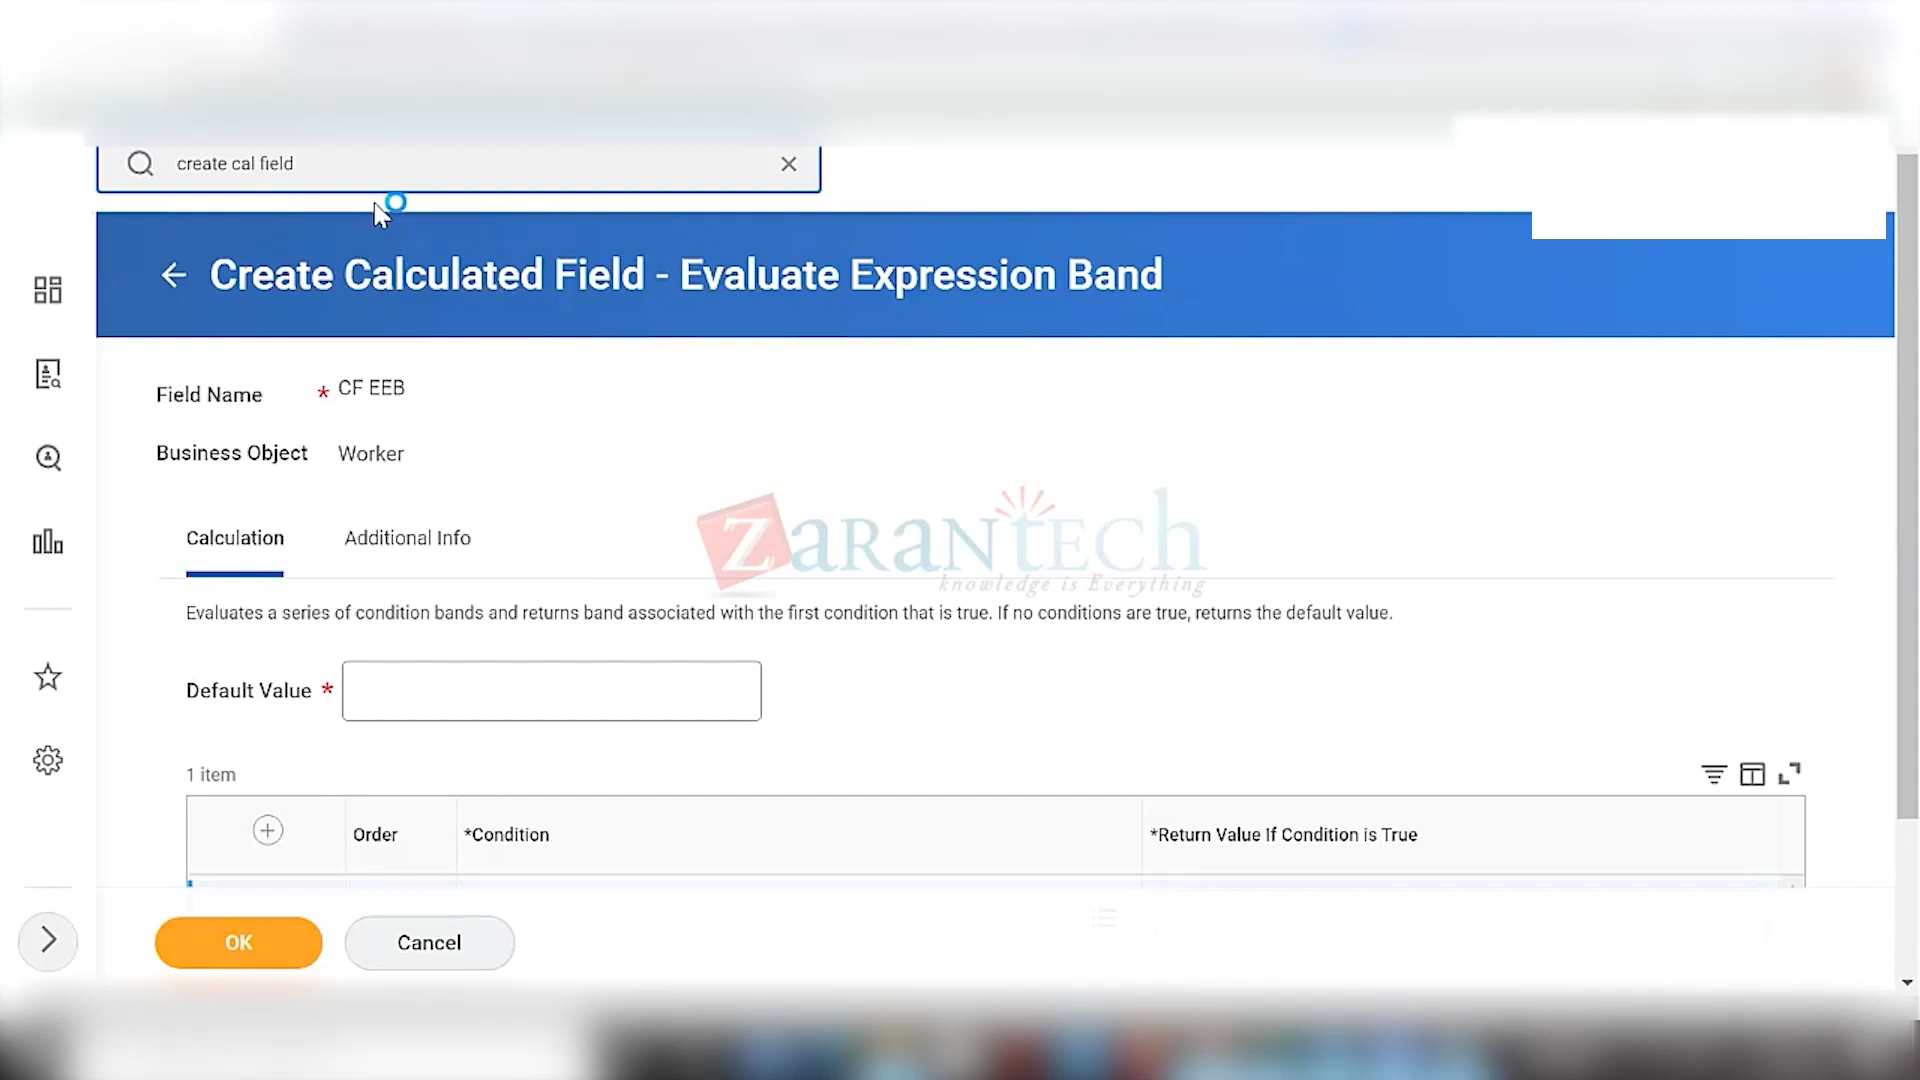 create cal field
Create Calculated Field - Evaluate Expression Band
Field Name * CF EEB
Business Object Worker
Calculation Additional Info
ZaranTech
knowledge is Everything
Evaluates a series of condition bands and returns band associated with the first condition that is true. If no conditions are true, returns the default value.
Default Value *
1 item
Order *Condition *Return Value If Condition is True
OK Cancel